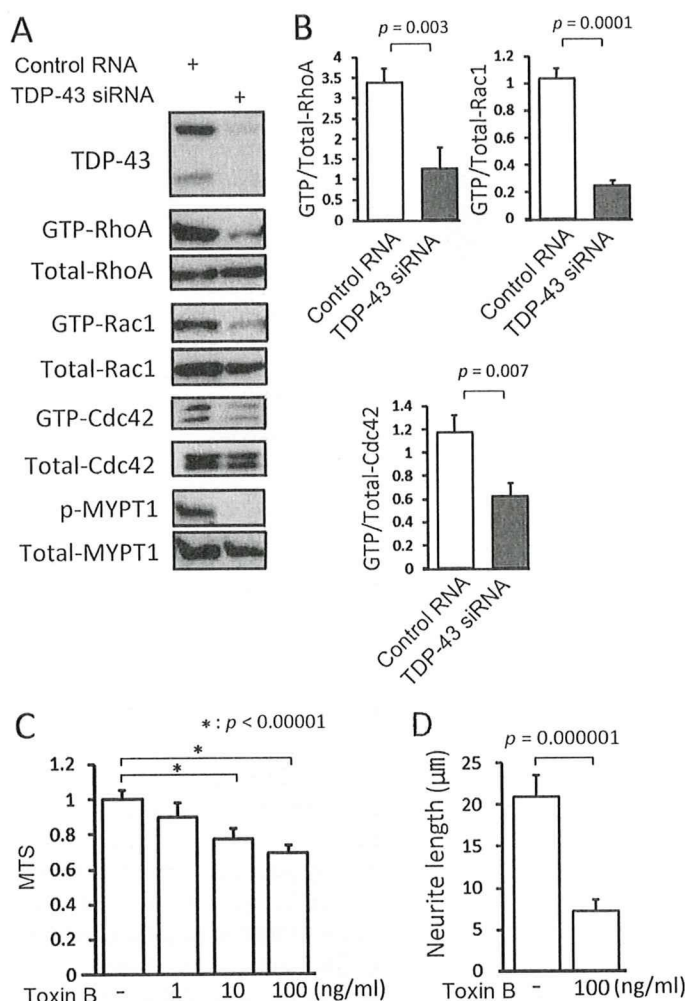 A
Control RNA +
TDP-43 siRNA +
TDP-43
GTP-RhoA
Total-RhoA
GTP-Rac1
Total-Rac1
GTP-Cdc42
Total-Cdc42
p-MYPT1
Total-MYPT1
B
p = 0.003
GTP/Total-RhoA
4
3.5
3
2.5
2
1.5
1
0.5
0
Control RNA
TDP-43 siRNA
p = 0.0001
GTP/Total-Rac1
1.2
1
0.8
0.6
0.4
0.2
0
Control RNA
TDP-43 siRNA
p = 0.007
GTP/Total-Cdc42
1.4
1.2
1
0.8
0.6
0.4
0.2
0
Control RNA
TDP-43 siRNA
C
* : p < 0.00001
*
*
MTS
1.2
1
0.8
0.6
0.4
0.2
0
Toxin B - 1 10 100 (ng/ml)
D
p = 0.000001
Neurite length (μm)
25
20
15
10
5
0
Toxin B - 100 (ng/ml)